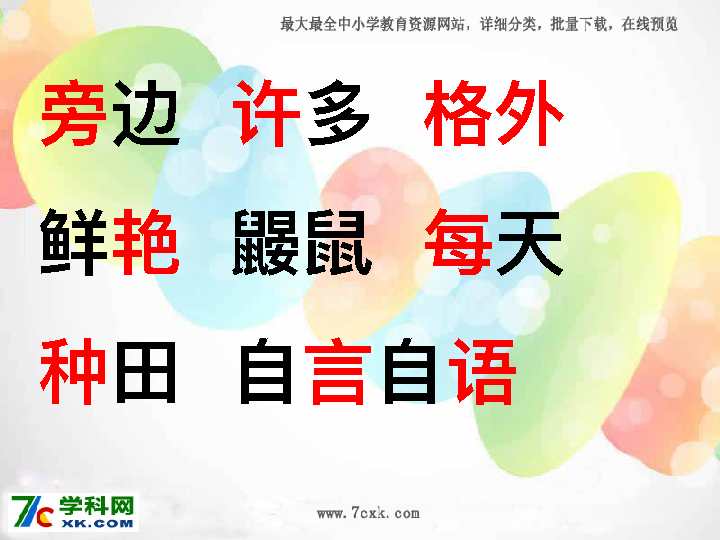 最大最全中小学教育资源网站，详细分类，批量下载，在线预览
旁边 许多 格外
鲜艳 鼹鼠 每天
种田 自言自语
7C学科网
XK.COM
www.7cxk.com